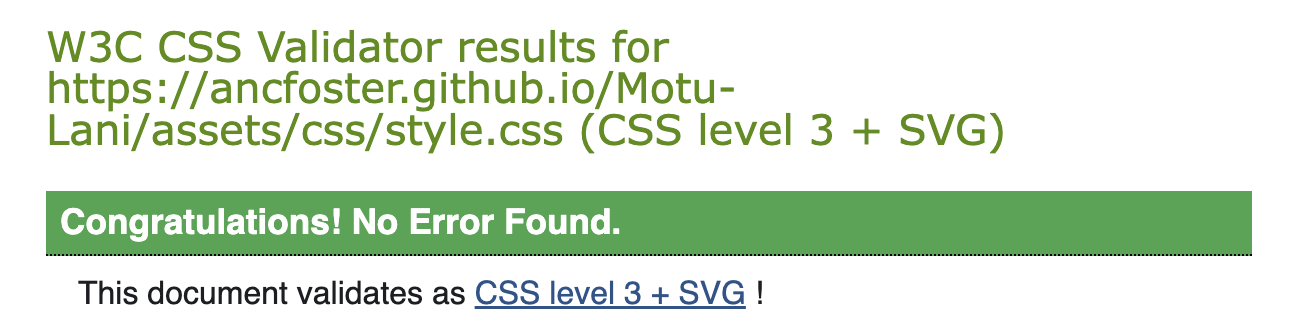 W3C CSS Validator results for
https://ancfoster.github.io/Motu-
Lani/assets/css/style.css (CSS level 3 + SVG)
Congratulations! No Error Found.
This document validates as CSS level 3 + SVG !